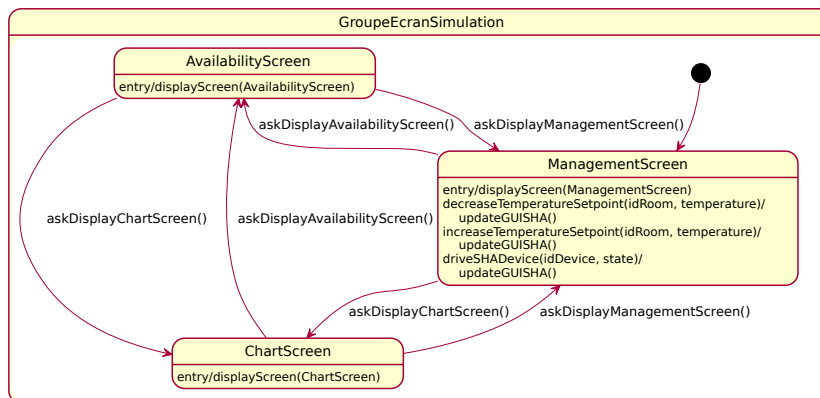 GroupeEcranSimulation
AvailabilityScreen
entry/displayScreen(AvailabilityScreen)
askDisplayAvailabilityScreen()
askDisplayManagementScreen()
ManagementScreen
entry/displayScreen(ManagementScreen)
decreaseTemperatureSetpoint(idRoom, temperature)/
updateGUISHA()
increaseTemperatureSetpoint(idRoom, temperature)/
updateGUISHA()
driveSHADevice(idDevice, state)/
updateGUISHA()
askDisplayChartScreen()
askDisplayAvailabilityScreen()
askDisplayChartScreen()
askDisplayManagementScreen()
ChartScreen
entry/displayScreen(ChartScreen)